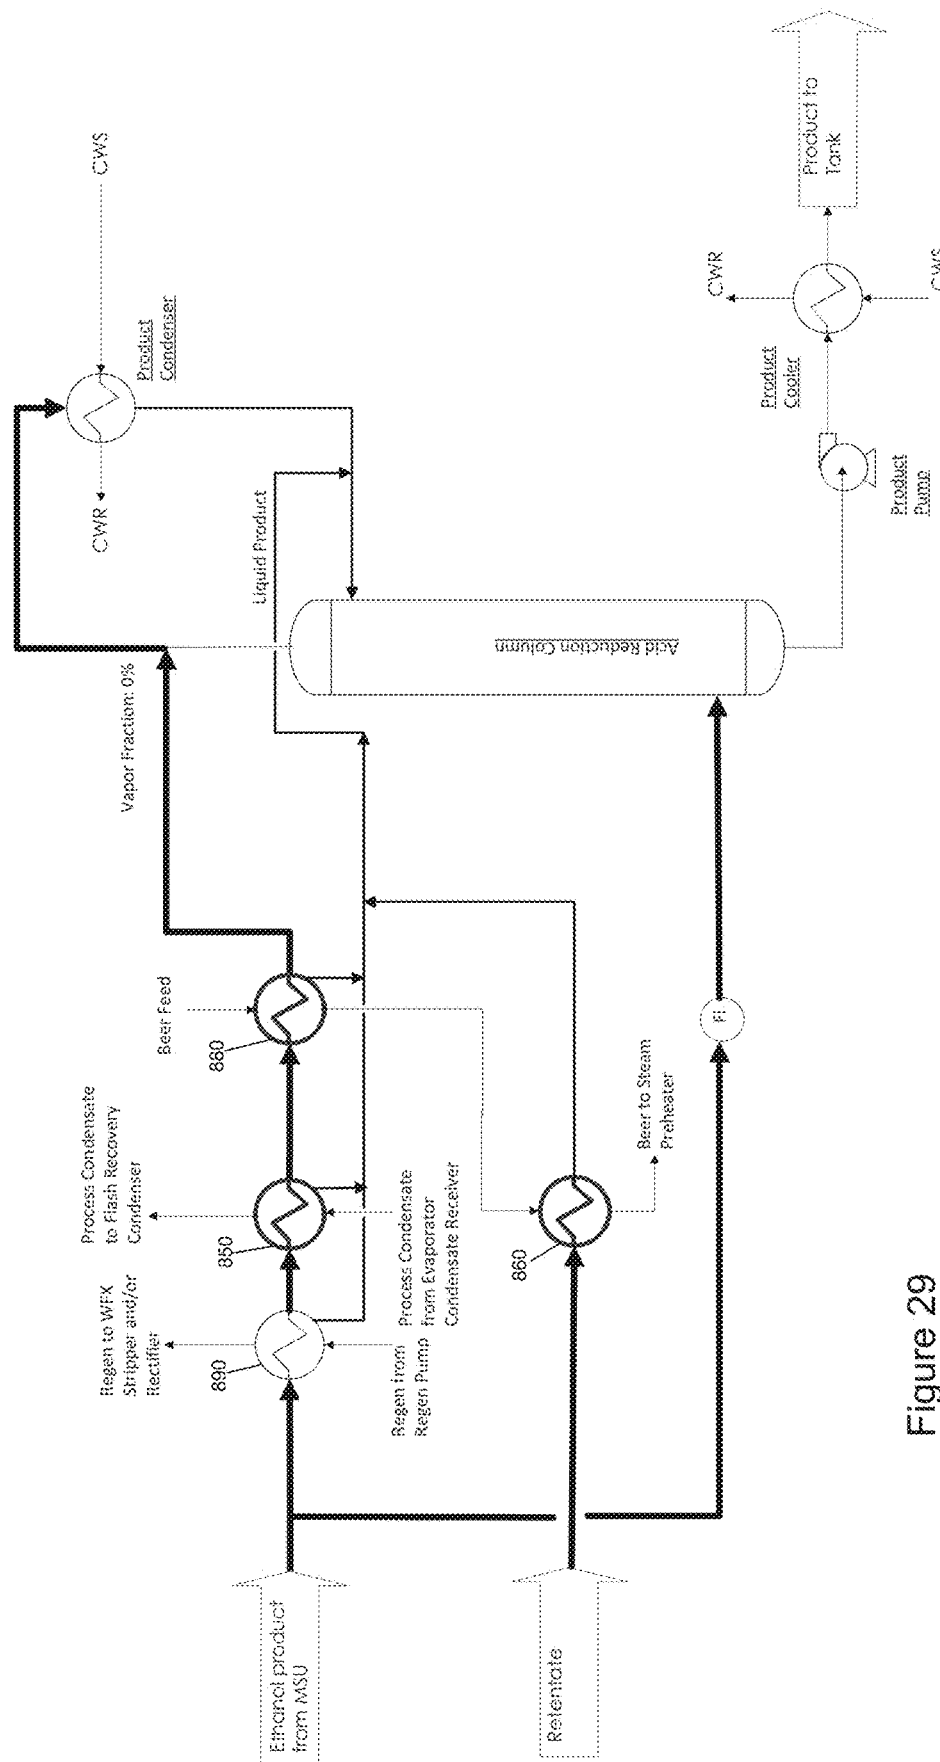 Ethanol product
from MSU
Retentate
Regen to WFX
Stripper and/or
Rectifier
890
Regen from
Regen Pump
Process Condensate
to Flash Recovery
Condenser
850
Process Condensate
from Evaporator
Condensate Receiver
Beer Feed
880
860
Beer to Steam
Preheater
FI
Vapor Fraction: 0%
Liquid Product
Acid Reduction Column
CWR
CWS
Product
Condenser
Product
Pump
Product
Cooler
CWR
CWS
Product to
Tank
Figure 29